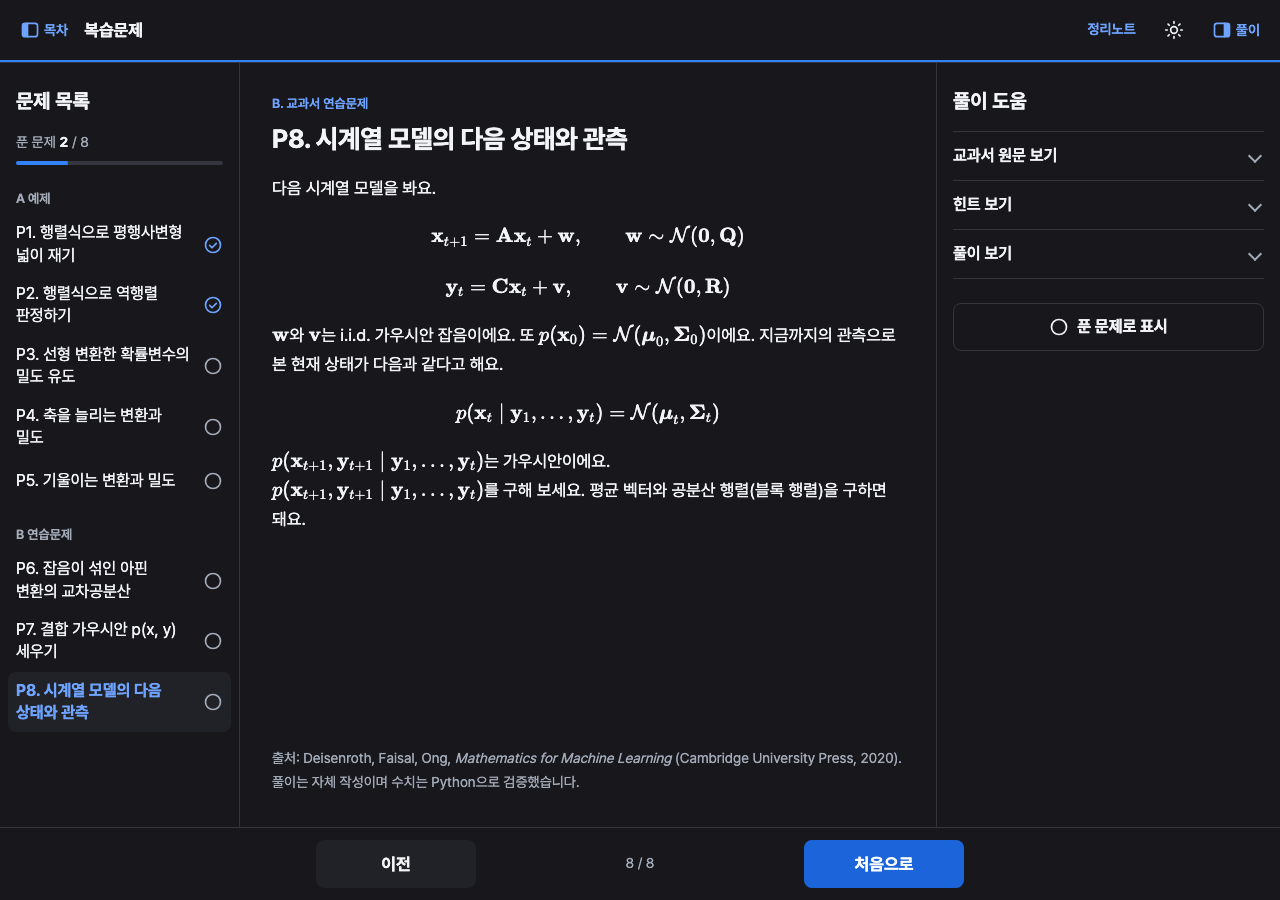 목차 복습문제 정리노트 풀이
문제 목록
푼 문제 2 / 8
A 예제
P1. 행렬식으로 평행사변형
넓이 재기
P2. 행렬식으로 역행렬
판정하기
P3. 선형 변환한 확률변수의
밀도 유도
P4. 축을 늘리는 변환과
밀도
P5. 기울이는 변환과 밀도
B 연습문제
P6. 잡음이 섞인 아핀
변환의 교차공분산
P7. 결합 가우시안 p(x, y)
세우기
P8. 시계열 모델의 다음
상태와 관측
B. 교과서 연습문제
P8. 시계열 모델의 다음 상태와 관측
다음 시계열 모델을 봐요.
𝐱ₜ₊₁ = 𝐀𝐱ₜ + 𝐰, 𝐰 ∼ 𝒩(𝟎, 𝐐)
𝐲ₜ = 𝐂𝐱ₜ + 𝐯, 𝐯 ∼ 𝒩(𝟎, 𝐑)
𝐰와 𝐯는 i.i.d. 가우시안 잡음이에요. 또 p(𝐱₀) = 𝒩(𝝁₀, 𝚺₀)이에요. 지금까지의 관측으로
본 현재 상태가 다음과 같다고 해요.
p(𝐱ₜ | 𝐲₁, . . . , 𝐲ₜ) = 𝒩(𝝁ₜ, 𝚺ₜ)
p(𝐱ₜ₊₁, 𝐲ₜ₊₁ | 𝐲₁, . . . , 𝐲ₜ)는 가우시안이에요.
p(𝐱ₜ₊₁, 𝐲ₜ₊₁ | 𝐲₁, . . . , 𝐲ₜ)를 구해 보세요. 평균 벡터와 공분산 행렬(블록 행렬)을 구하면
돼요.
출처: Deisenroth, Faisal, Ong, Mathematics for Machine Learning (Cambridge University Press, 2020).
풀이는 자체 작성이며 수치는 Python으로 검증했습니다.
풀이 도움
교과서 원문 보기
힌트 보기
풀이 보기
푼 문제로 표시
이전 8 / 8 처음으로